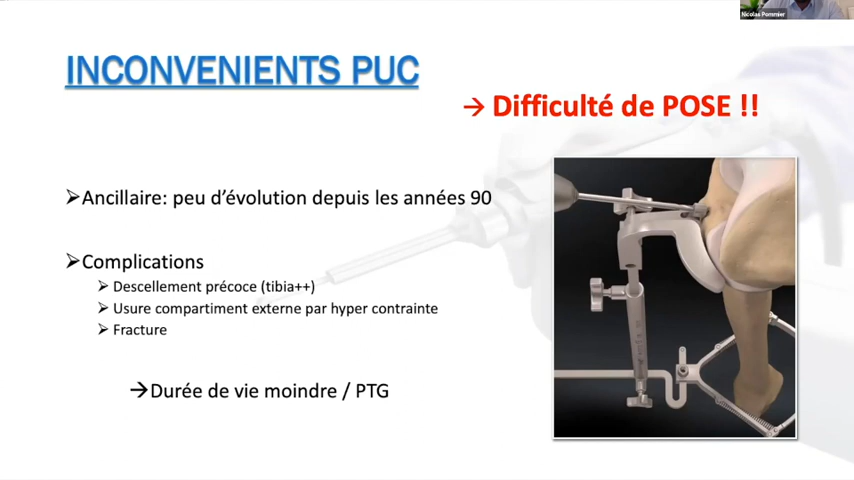 Nicolas Pommier
INCONVENIENTS PUC
→ Difficulté de POSE !!
➢Ancillaire: peu d’évolution depuis les années 90
➢Complications
➢ Descellement précoce (tibia++)
➢ Usure compartiment externe par hyper contrainte
➢ Fracture
→Durée de vie moindre / PTG